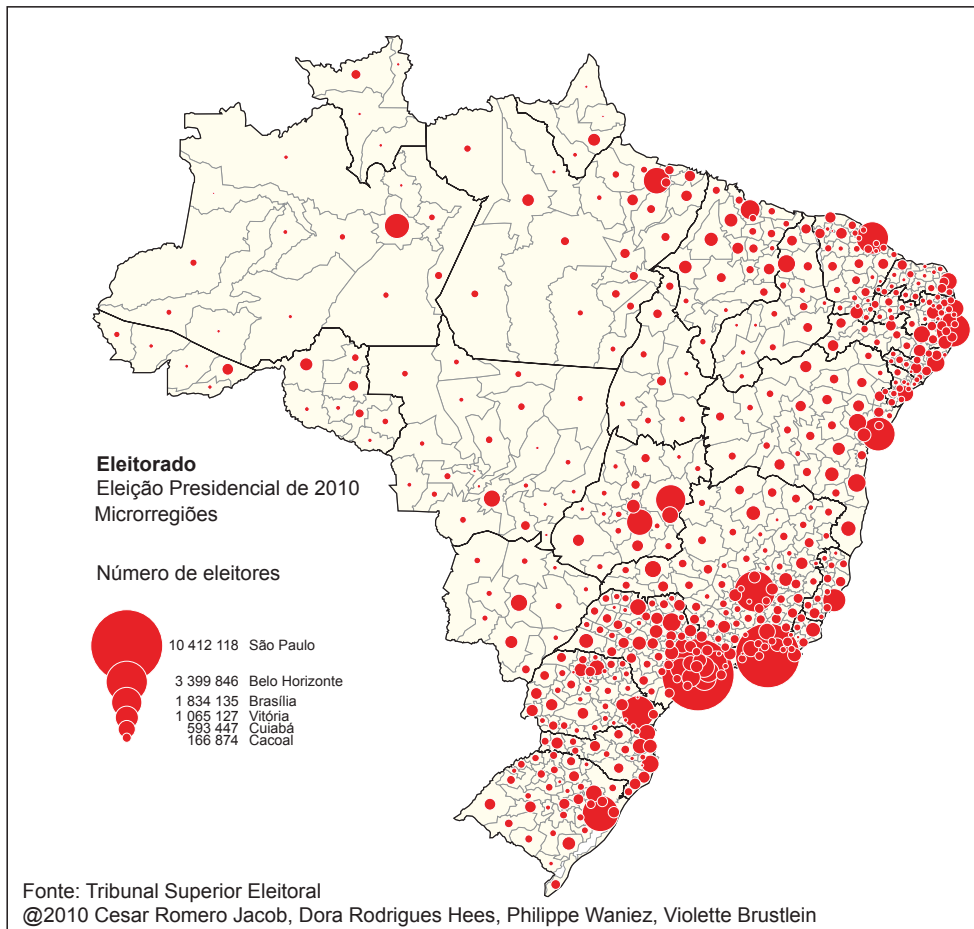 Eleitorado
Eleição Presidencial de 2010
Microrregiões
Número de eleitores
10 412 118 São Paulo
3 399 846 Belo Horizonte
1 834 135 Brasília
1 065 127 Vitória
593 447 Cuiabá
166 874 Cacoal
Fonte: Tribunal Superior Eleitoral
@2010 Cesar Romero Jacob, Dora Rodrigues Hees, Philippe Waniez, Violette Brustlein